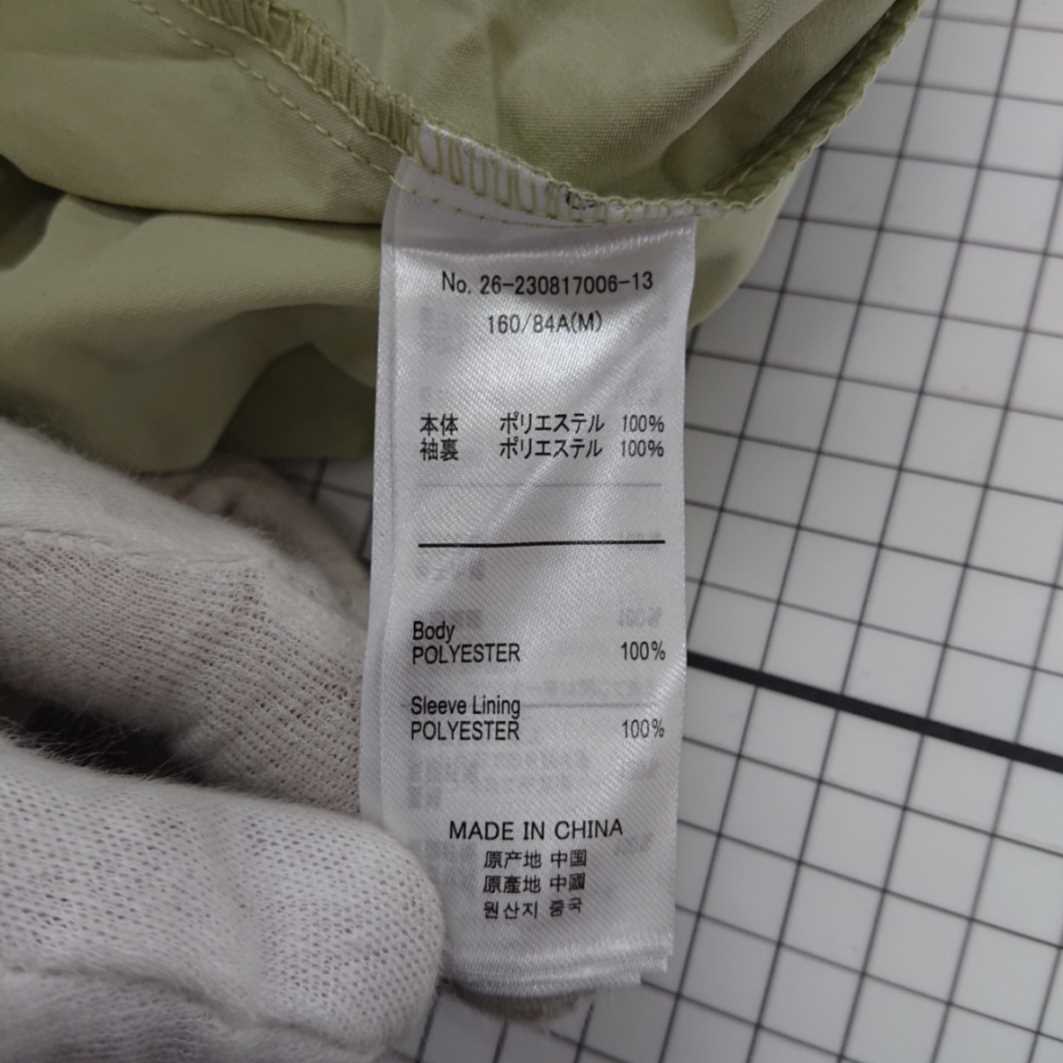 No. 26-230817006-13
160/84A(M)
本体 ポリエステル 100%
袖裏 ポリエステル 100%
Body
POLYESTER 100%
Sleeve Lining
POLYESTER 100%
MADE IN CHINA
原产地 中国
原產地 中國
원산지 중국